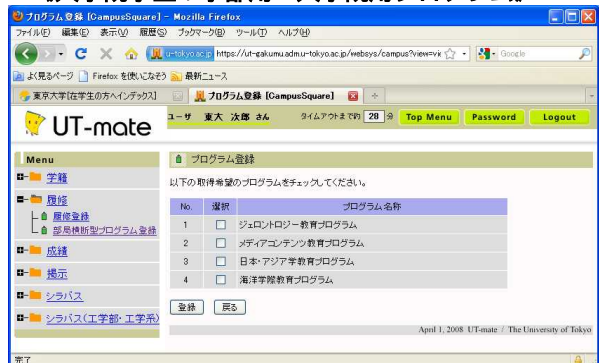 プログラム登録 [CampusSquare] - Mozilla Firefox
ファイル(F) 編集(E) 表示(V) 履歴(S) ブックマーク(B) ツール(T) ヘルプ(H)
u-tokyo.ac.jp https://ut-gakumu.adm.u-tokyo.ac.jp/websys/campus?view=vie
Google
よく見るページ Firefox を使いこなそう 最新ニュース
東京大学[在学生の方へインデックス] プログラム登録 [CampusSquare]
UT-mate
ユーザ 東大 次郎 さん タイムアウトまで約 28 分 Top Menu Password Logout
Menu
学籍
履修
履修登録
部局横断型プログラム登録
成績
掲示
シラバス
シラバス(工学部・工学系)
プログラム登録
以下の取得希望のプログラムをチェックしてください。
No. 選択 プログラム名称
1 ジェロントロジー教育プログラム
2 メディアコンテンツ教育プログラム
3 日本・アジア学教育プログラム
4 海洋学際教育プログラム
登録 戻る
April 1, 2008 UT-mate / The University of Tokyo
完了